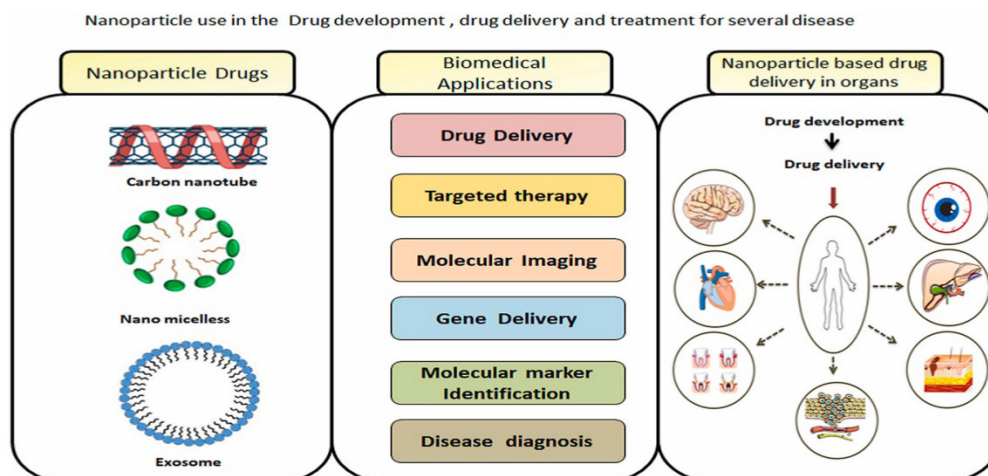 Nanoparticle use in the Drug development , drug delivery and treatment for several disease
Nanoparticle Drugs
Carbon nanotube
Nano micelless
Exosome
Biomedical
Applications
Drug Delivery
Targeted therapy
Molecular Imaging
Gene Delivery
Molecular marker
Identification
Disease diagnosis
Nanoparticle based drug
delivery in organs
Drug development
Drug delivery